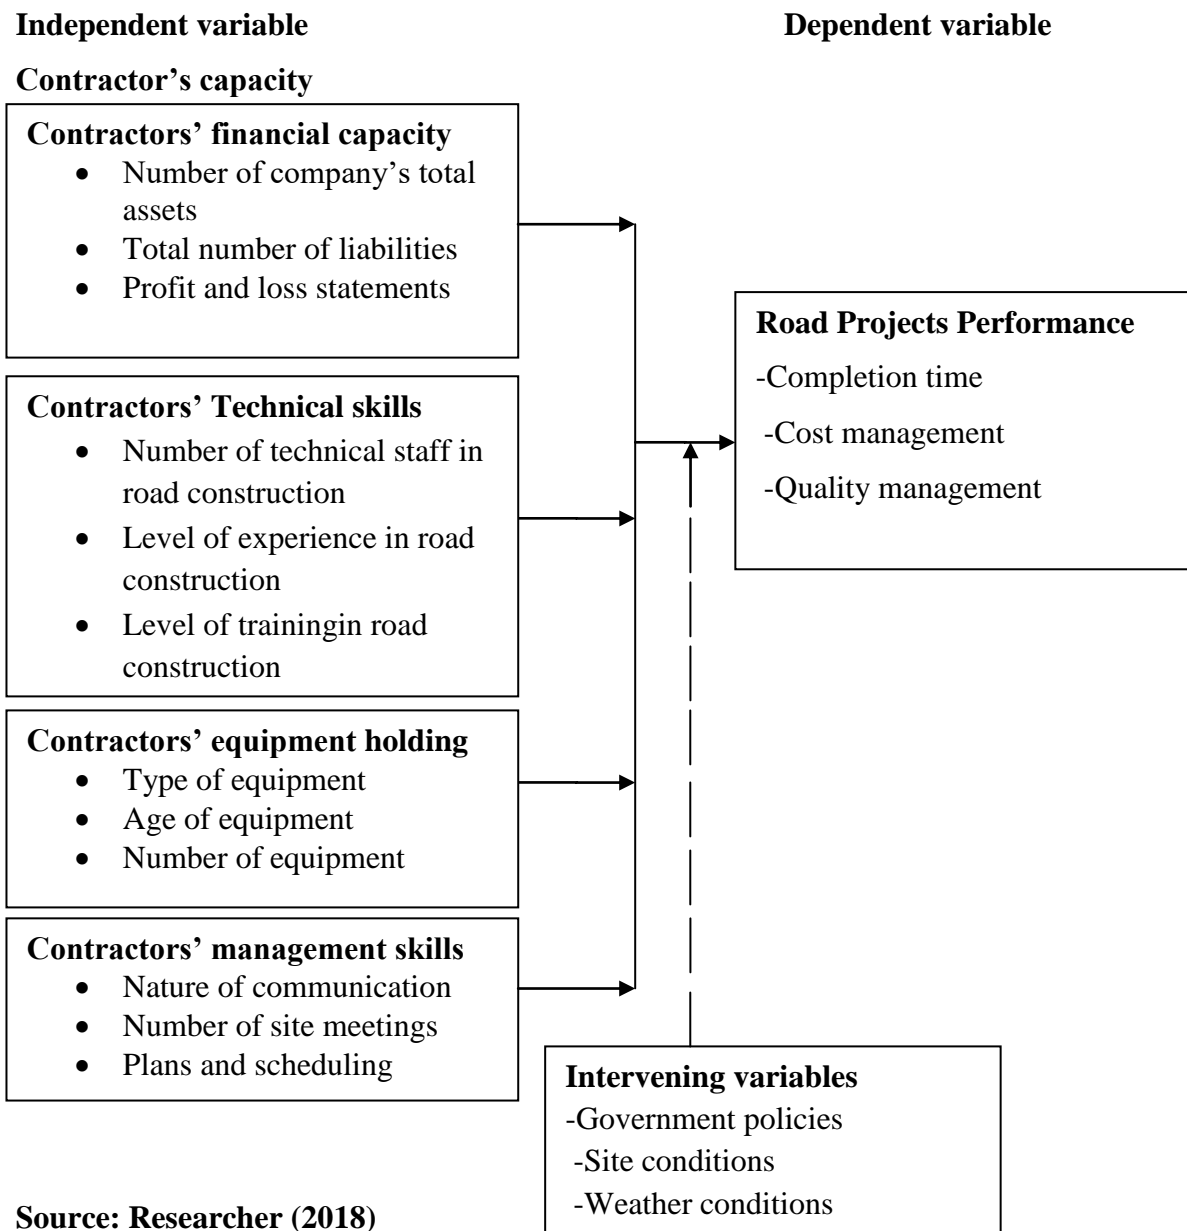 Independent variable
Dependent variable
Contractor’s capacity
Contractors’ financial capacity
• Number of company’s total
assets
• Total number of liabilities
• Profit and loss statements
Contractors’ Technical skills
• Number of technical staff in
road construction
• Level of experience in road
construction
• Level of trainingin road
construction
Contractors’ equipment holding
• Type of equipment
• Age of equipment
• Number of equipment
Contractors’ management skills
• Nature of communication
• Number of site meetings
• Plans and scheduling
Road Projects Performance
-Completion time
-Cost management
-Quality management
Intervening variables
-Government policies
-Site conditions
-Weather conditions
Source: Researcher (2018)